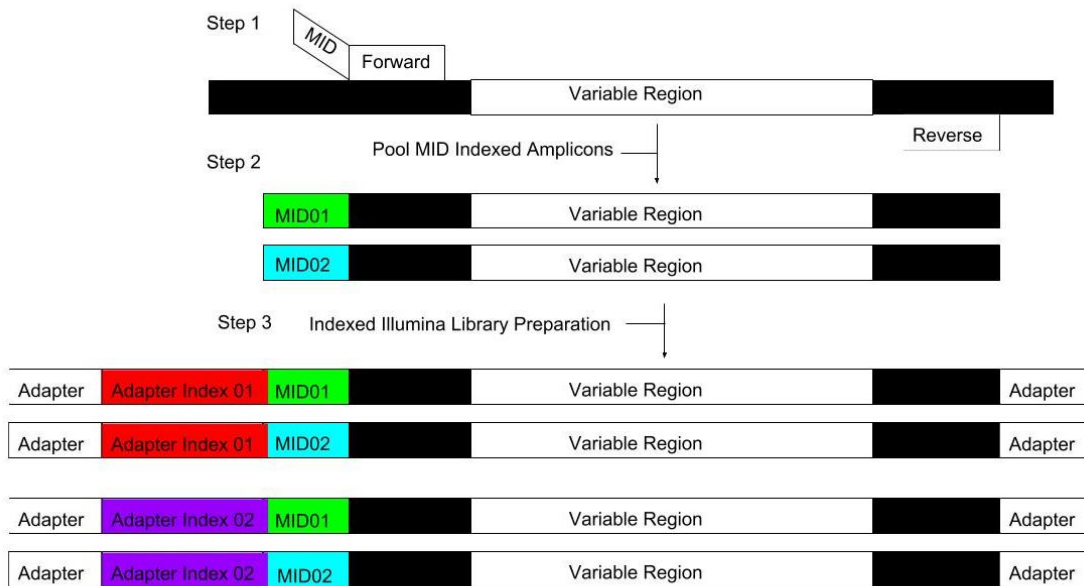 Step 1
MID
Forward
Variable Region
Reverse
Pool MID Indexed Amplicons
Step 2
MID01 Variable Region
MID02 Variable Region
Step 3 Indexed Illumina Library Preparation
Adapter Adapter Index 01 MID01 Variable Region Adapter
Adapter Adapter Index 01 MID02 Variable Region Adapter
Adapter Adapter Index 02 MID01 Variable Region Adapter
Adapter Adapter Index 02 MID02 Variable Region Adapter